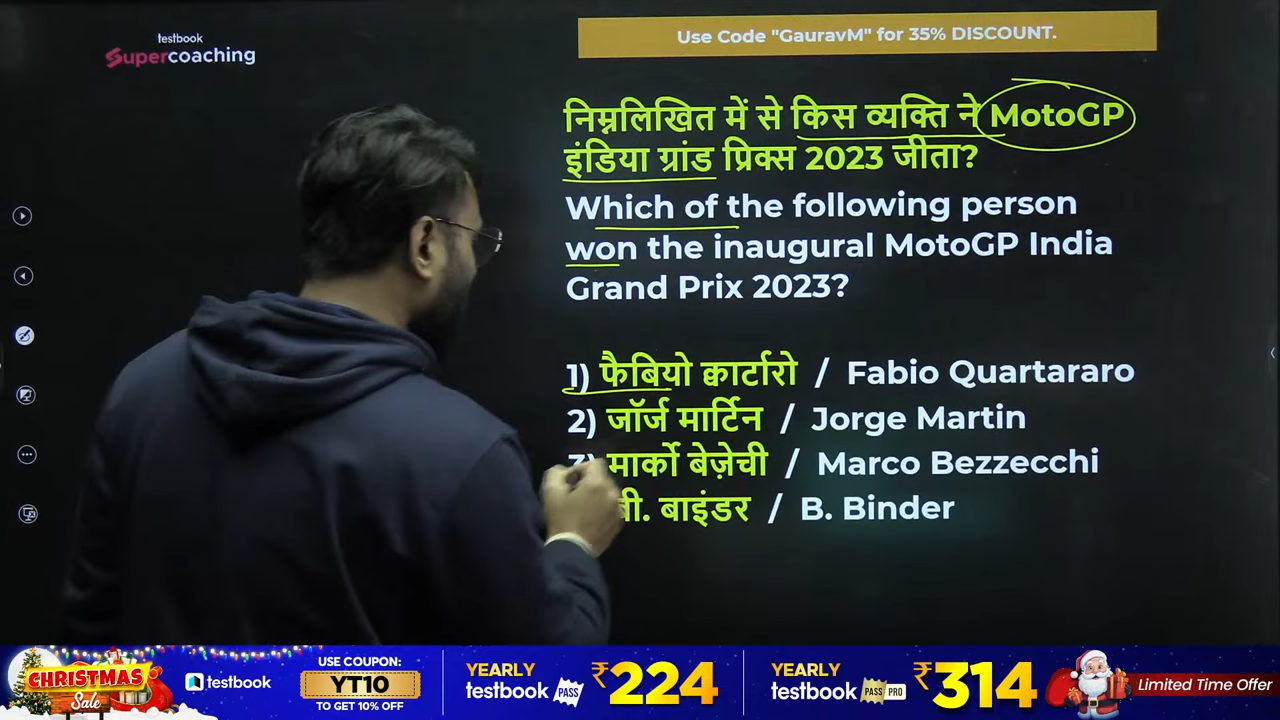 testbook
Supercoaching
Use Code "GauravM" for 35% DISCOUNT.
निम्नलिखित में से किस व्यक्ति ने MotoGP
इंडिया ग्रांड प्रिक्स 2023 जीता?
Which of the following person
won the inaugural MotoGP India
Grand Prix 2023?
1) फैबियो क्वार्टारो / Fabio Quartararo
2) जॉर्ज मार्टिन / Jorge Martin
3) मार्को बेज़ेची / Marco Bezzecchi
बी. बाइंडर / B. Binder
CHRISTMAS
Sale
testbook
USE COUPON:
YT10
TO GET 10% OFF
YEARLY
testbook PASS
₹224
YEARLY
testbook PASS PRO
₹314
Limited Time Offer